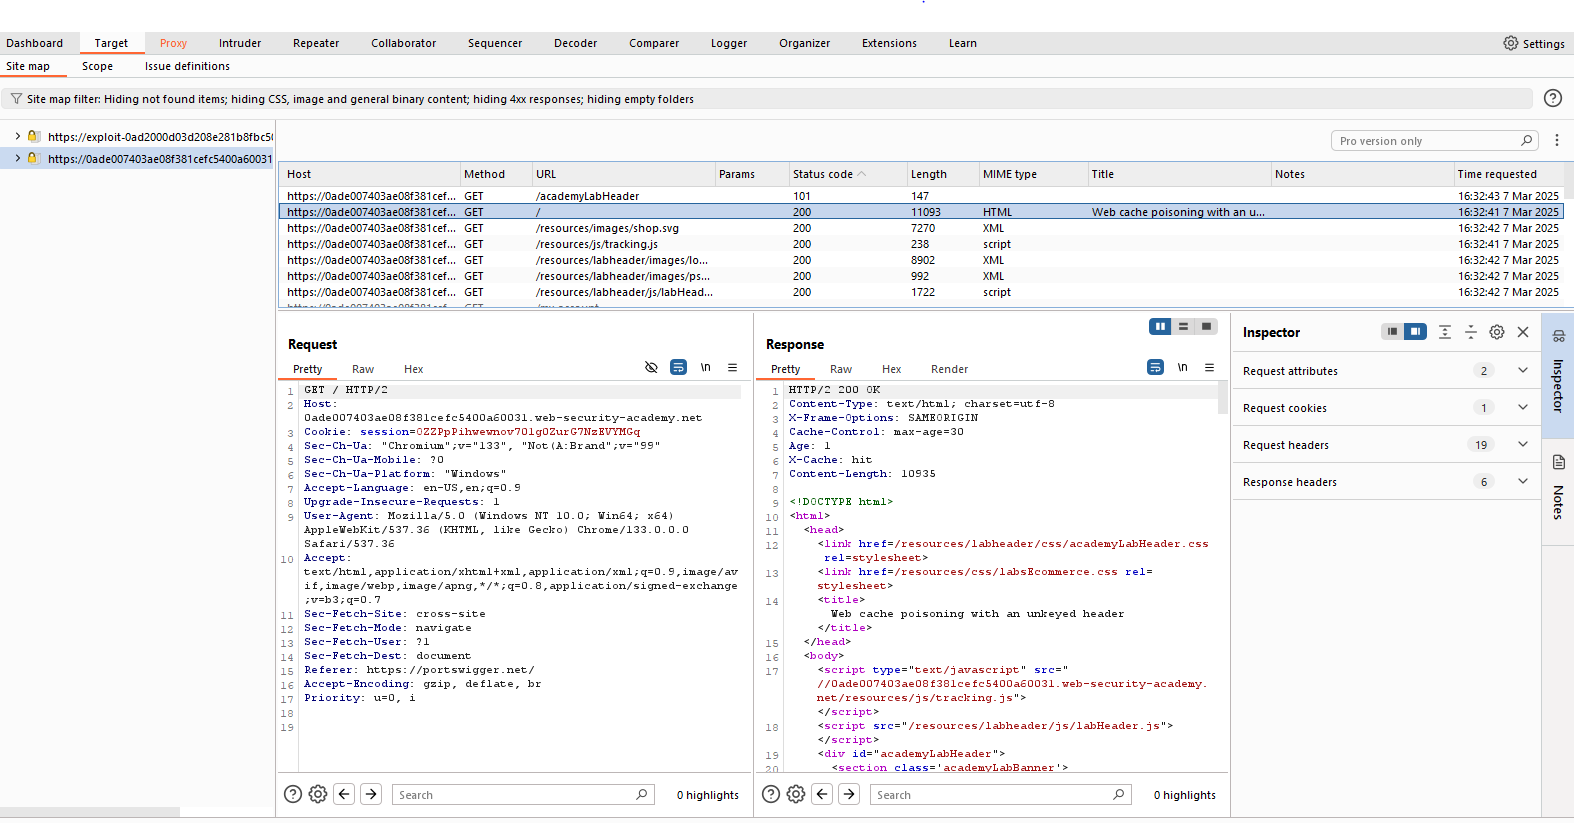 Dashboard Target Proxy Intruder Repeater Collaborator Sequencer Decoder Comparer Logger Organizer Extensions Learn Settings
Site map Scope Issue definitions
Site map filter: Hiding not found items; hiding CSS, image and general binary content; hiding 4xx responses; hiding empty folders
https://exploit-0ad2000d03d208e281b8fbc50
https://0ade007403ae08f381cefc5400a60031
Pro version only
Host Method URL Params Status code Length MIME type Title Notes Time requested
https://0ade007403ae08f381cef... GET /academyLabHeader 101 147 16:32:43 7 Mar 2025
https://0ade007403ae08f381cef... GET / 200 11093 HTML Web cache poisoning with an u... 16:32:41 7 Mar 2025
https://0ade007403ae08f381cef... GET /resources/images/shop.svg 200 7270 XML 16:32:42 7 Mar 2025
https://0ade007403ae08f381cef... GET /resources/js/tracking.js 200 238 script 16:32:41 7 Mar 2025
https://0ade007403ae08f381cef... GET /resources/labheader/images/lo... 200 8902 XML 16:32:42 7 Mar 2025
https://0ade007403ae08f381cef... GET /resources/labheader/images/ps... 200 992 XML 16:32:42 7 Mar 2025
https://0ade007403ae08f381cef... GET /resources/labheader/js/labHead... 200 1722 script 16:32:42 7 Mar 2025
Request
Pretty Raw Hex \n
1 GET / HTTP/2
2 Host:
0ade007403ae08f381cefc5400a60031.web-security-academy.net
3 Cookie: session=0ZZPpPihwewnov701g0ZurG7NzEVYMGq
4 Sec-Ch-Ua: "Chromium";v="133", "Not(A:Brand";v="99"
5 Sec-Ch-Ua-Mobile: ?0
6 Sec-Ch-Ua-Platform: "Windows"
7 Accept-Language: en-US,en;q=0.9
8 Upgrade-Insecure-Requests: 1
9 User-Agent: Mozilla/5.0 (Windows NT 10.0; Win64; x64)
AppleWebKit/537.36 (KHTML, like Gecko) Chrome/133.0.0.0
Safari/537.36
10 Accept:
text/html,application/xhtml+xml,application/xml;q=0.9,image/av
if,image/webp,image/apng,*/*;q=0.8,application/signed-exchange
;v=b3;q=0.7
11 Sec-Fetch-Site: cross-site
12 Sec-Fetch-Mode: navigate
13 Sec-Fetch-User: ?1
14 Sec-Fetch-Dest: document
15 Referer: https://portswigger.net/
16 Accept-Encoding: gzip, deflate, br
17 Priority: u=0, i
18
19
Search 0 highlights
Response
Pretty Raw Hex Render \n
1 HTTP/2 200 OK
2 Content-Type: text/html; charset=utf-8
3 X-Frame-Options: SAMEORIGIN
4 Cache-Control: max-age=30
5 Age: 1
6 X-Cache: hit
7 Content-Length: 10935
8
9 <!DOCTYPE html>
10 <html>
11 <head>
12 <link href=/resources/labheader/css/academyLabHeader.css
rel=stylesheet>
13 <link href=/resources/css/labsEcommerce.css rel=
stylesheet>
14 <title>
Web cache poisoning with an unkeyed header
</title>
15 </head>
16 <body>
17 <script type="text/javascript" src="
//0ade007403ae08f381cefc5400a60031.web-security-academy.
net/resources/js/tracking.js">
</script>
18 <script src="/resources/labheader/js/labHeader.js">
</script>
19 <div id="academyLabHeader">
20 <section class='academyLabBanner'>
Search 0 highlights
Inspector
Request attributes 2
Request cookies 1
Request headers 19
Response headers 6
Inspector
Notes